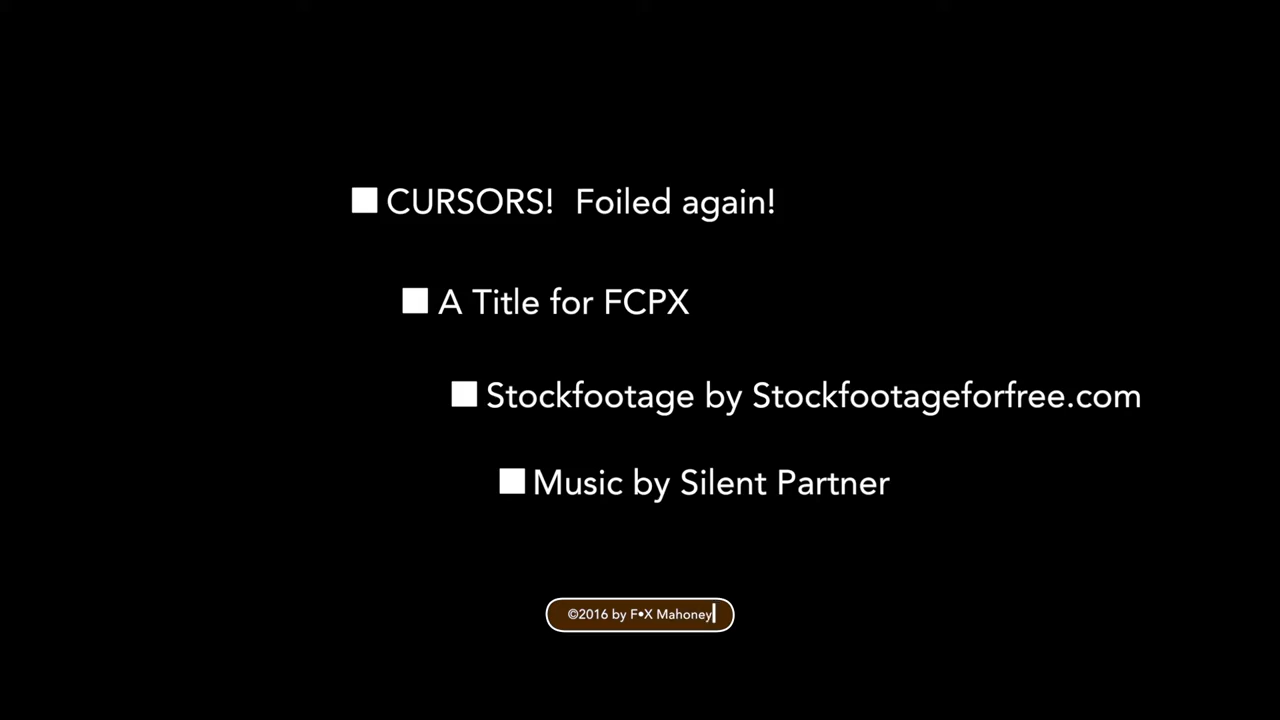 CURSORS!  Foiled again!
A Title for FCPX
Stockfootage by Stockfootageforfree.com
Music by Silent Partner
©2016 by F•X Mahoney